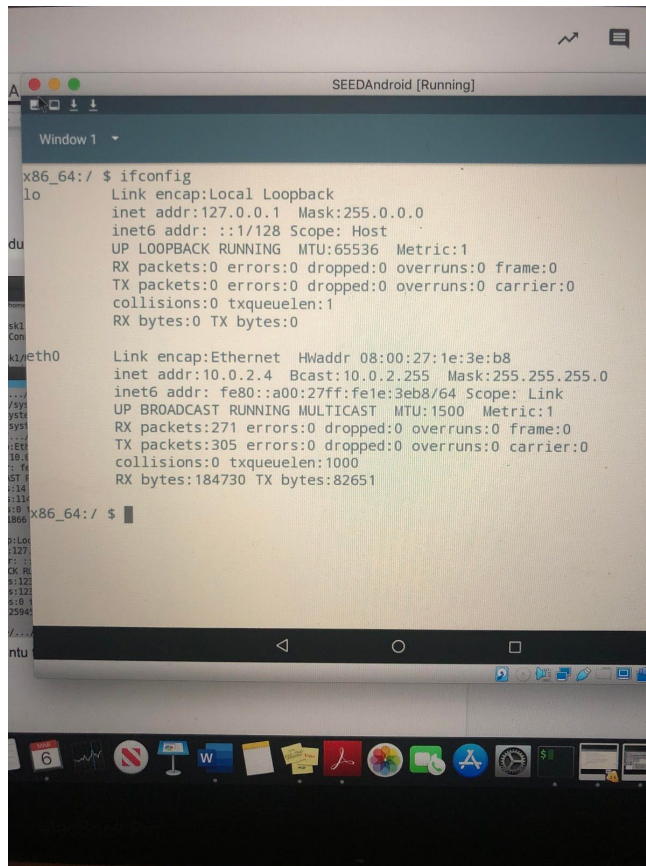 SEEDAndroid [Running]
Window 1
x86_64:/ $ ifconfig
lo Link encap:Local Loopback
inet addr:127.0.0.1 Mask:255.0.0.0
inet6 addr: ::1/128 Scope: Host
UP LOOPBACK RUNNING MTU:65536 Metric:1
RX packets:0 errors:0 dropped:0 overruns:0 frame:0
TX packets:0 errors:0 dropped:0 overruns:0 carrier:0
collisions:0 txqueuelen:1
RX bytes:0 TX bytes:0
eth0 Link encap:Ethernet HWaddr 08:00:27:1e:3e:b8
inet addr:10.0.2.4 Bcast:10.0.2.255 Mask:255.255.255.0
inet6 addr: fe80::a00:27ff:fe1e:3eb8/64 Scope: Link
UP BROADCAST RUNNING MULTICAST MTU:1500 Metric:1
RX packets:271 errors:0 dropped:0 overruns:0 frame:0
TX packets:305 errors:0 dropped:0 overruns:0 carrier:0
collisions:0 txqueuelen:1000
RX bytes:184730 TX bytes:82651
x86_64:/ $
ntu
MAR
6
N
W